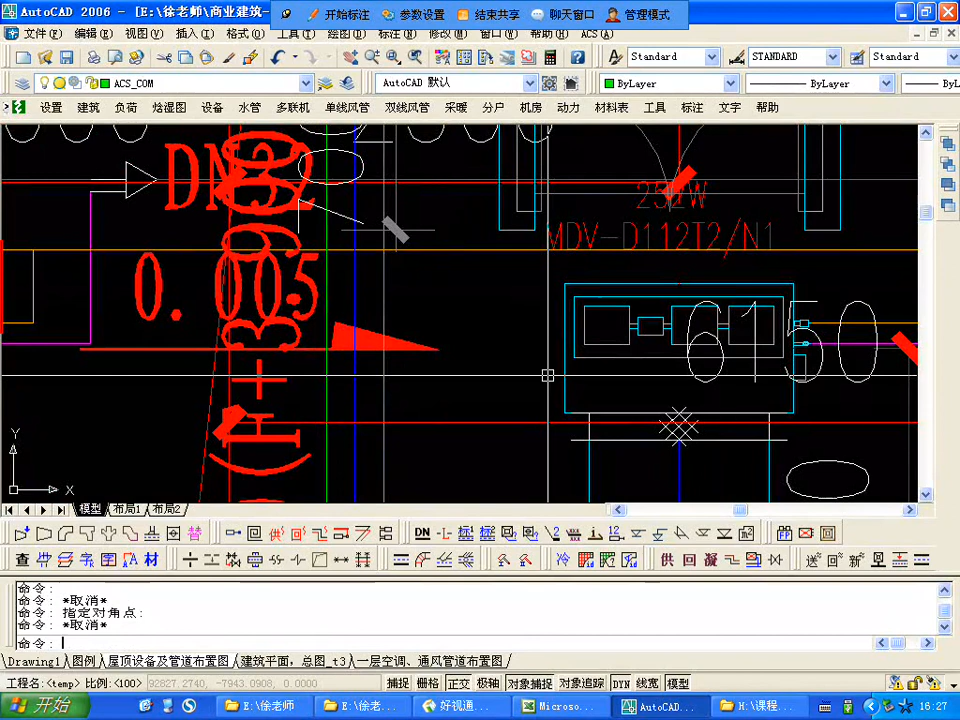 AutoCAD 2006 - [E:\徐老师\商业建筑-
开始标注 参数设置 结束共享 聊天窗口 管理模式
文件(F) 编辑(E) 视图(V) 插入(I) 格式(O) 工具(T) 绘图(D) 标注(N) 修改(M) 窗口(W) 帮助(H) ACS(A)
Standard STANDARD Standard
ACS_COM AutoCAD 默认 ByLayer ByLayer ByL
设置 建筑 负荷 焓湿图 设备 水管 多联机 单线风管 双线风管 采暖 分户 机房 动力 材料表 工具 标注 文字 帮助
MDV-D112T2/N1
0.005
6150
Y
X
模型 布局1 布局2
命令:
命令: *取消*
命令: 指定对角点:
命令: *取消*
命令:
Drawing1 图例 屋顶设备及管道布置图 建筑平面，总图_t3 一层空调、通风管道布置图
工程名:<temp> 比例:<100> 92827.2740, -7943.0908, 0.0000 捕捉 栅格 正交 极轴 对象捕捉 对象追踪 DYN 线宽 模型
开始 E:\徐老师 E:\徐老... 好视通... Microso... AutoCAD... H:\课程... 16:27